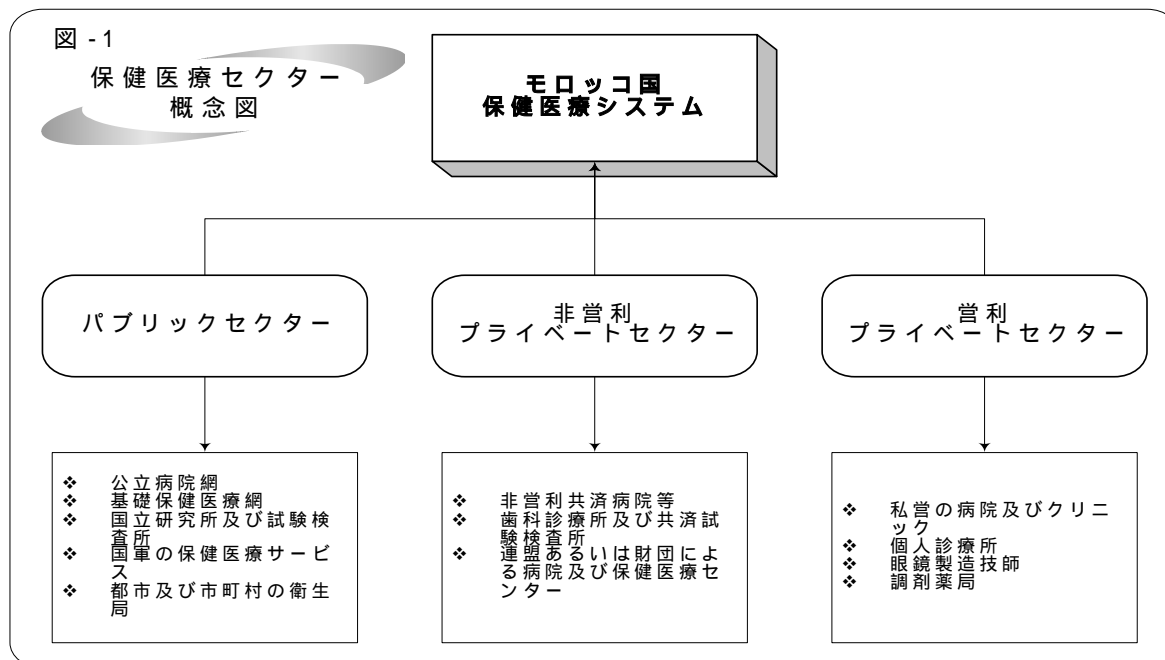 図 -1
保健医療セクター
概念図
モロッコ国
保健医療システム
パブリックセクター
非営利
プライベートセクター
営利
プライベートセクター
❖ 公立病院網
❖ 基礎保健医療網
❖ 国立研究所及び試験検
査所
❖ 国軍の保健医療サービ
ス
❖ 都市及び市町村の衛生
局
❖ 非営利共済病院等
❖ 歯科診療所及び共済試
験検査所
❖ 連盟あるいは財団によ
る病院及び保健医療セ
ンター
❖ 私営の病院及びクリニ
ック
❖ 個人診療所
❖ 眼鏡製造技師
❖ 調剤薬局